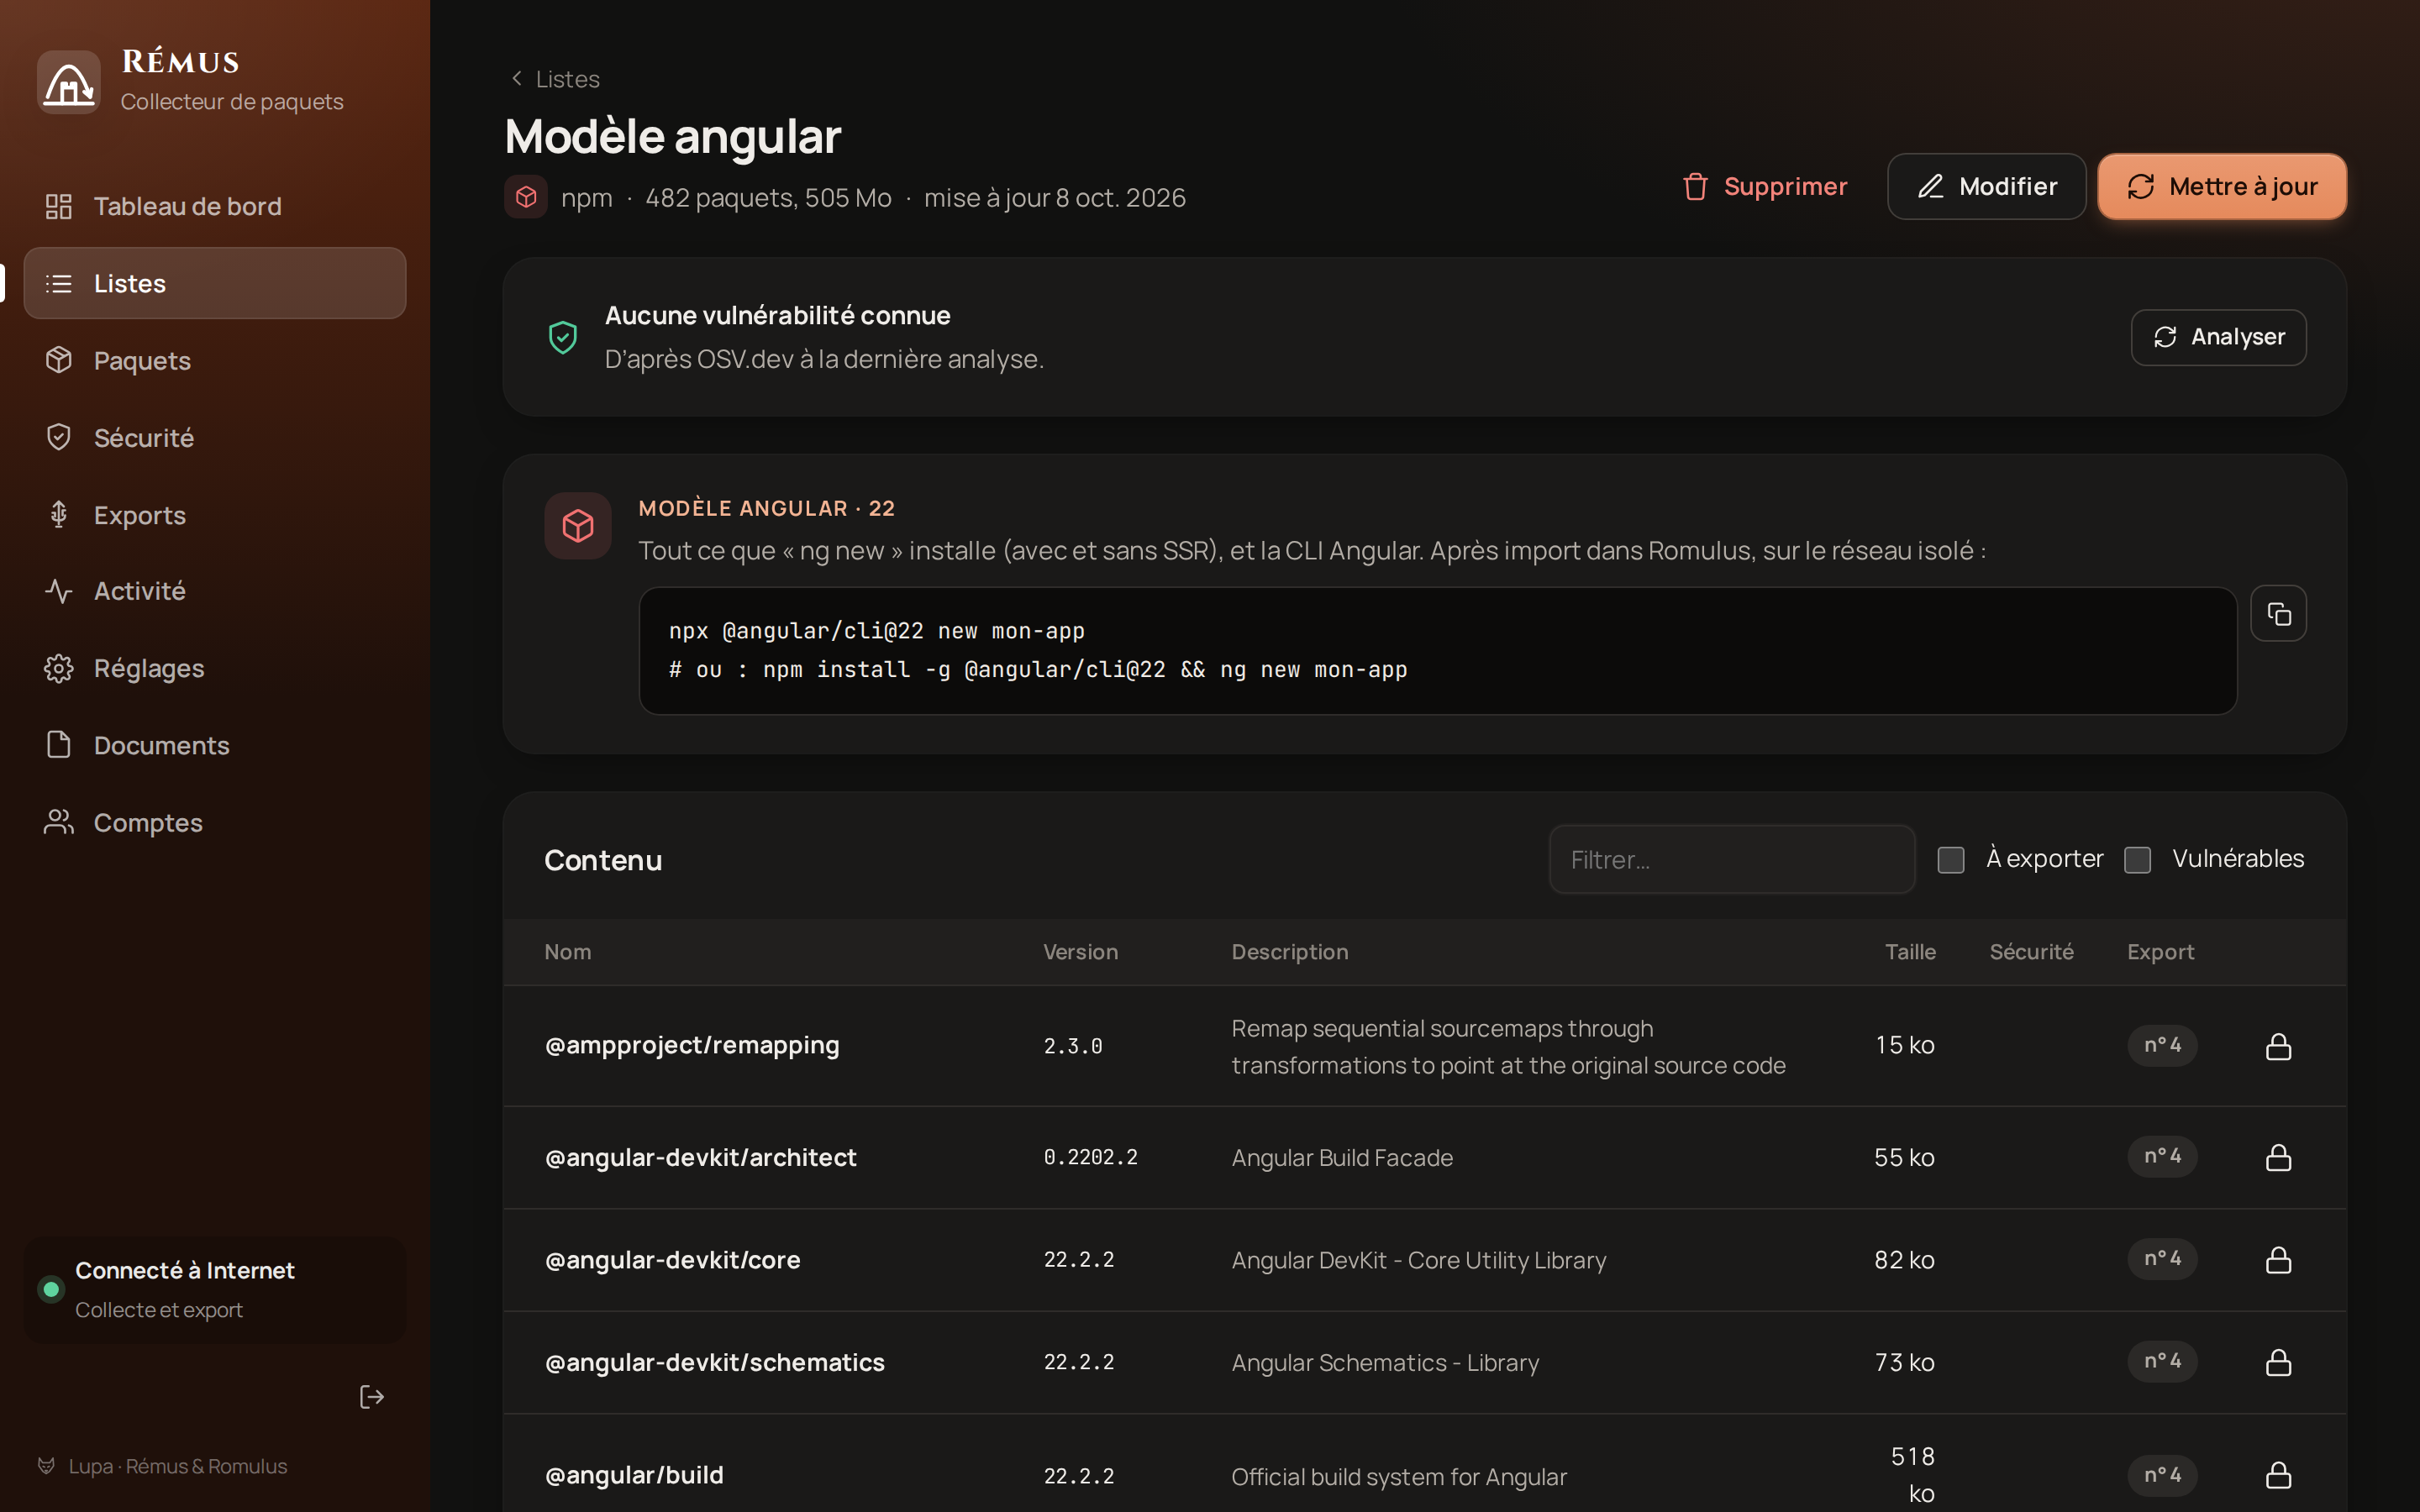 RÉMUS
Collecteur de paquets
Tableau de bord
Listes
Paquets
Sécurité
Exports
Activité
Réglages
Documents
Comptes
Connecté à Internet
Collecte et export
Lupa · Rémus & Romulus
Listes
Modèle angular
npm · 482 paquets, 505 Mo · mise à jour 8 oct. 2026
Supprimer
Modifier
Mettre à jour
Aucune vulnérabilité connue
D’après OSV.dev à la dernière analyse.
Analyser
MODÈLE ANGULAR · 22
Tout ce que « ng new » installe (avec et sans SSR), et la CLI Angular. Après import dans Romulus, sur le réseau isolé :
npx @angular/cli@22 new mon-app
# ou : npm install -g @angular/cli@22 && ng new mon-app
Contenu
Filtrer…
À exporter
Vulnérables
Nom Version Description Taille Sécurité Export
@ampproject/remapping 2.3.0 Remap sequential sourcemaps through
transformations to point at the original source code 15 ko n° 4
@angular-devkit/architect 0.2202.2 Angular Build Facade 55 ko n° 4
@angular-devkit/core 22.2.2 Angular DevKit - Core Utility Library 82 ko n° 4
@angular-devkit/schematics 22.2.2 Angular Schematics - Library 73 ko n° 4
@angular/build 22.2.2 Official build system for Angular 518
ko n° 4